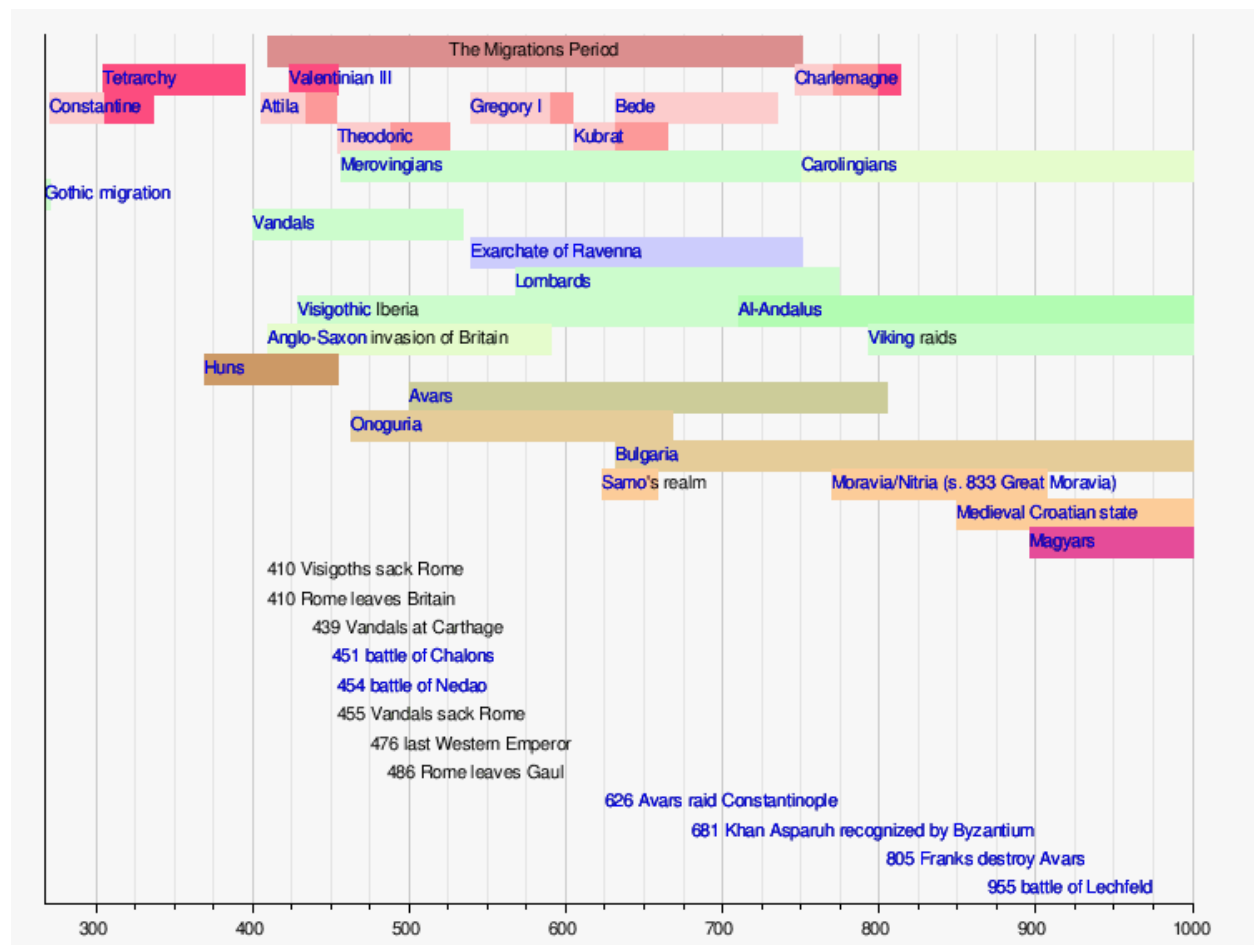 The Migrations Period
Tetrarchy Valentinian III Charlemagne
Constantine Attila Gregory I Bede
Theodoric Kubrat
Merovingians Carolingians
Gothic migration
Vandals
Exarchate of Ravenna
Lombards
Visigothic Iberia Al-Andalus
Anglo-Saxon invasion of Britain Viking raids
Huns
Avars
Onoguria
Bulgaria
Samo's realm Moravia/Nitria (s. 833 Great Moravia)
Medieval Croatian state
Magyars
410 Visigoths sack Rome
410 Rome leaves Britain
439 Vandals at Carthage
451 battle of Chalons
454 battle of Nedao
455 Vandals sack Rome
476 last Western Emperor
486 Rome leaves Gaul
626 Avars raid Constantinople
681 Khan Asparuh recognized by Byzantium
805 Franks destroy Avars
955 battle of Lechfeld
300 400 500 600 700 800 900 1000